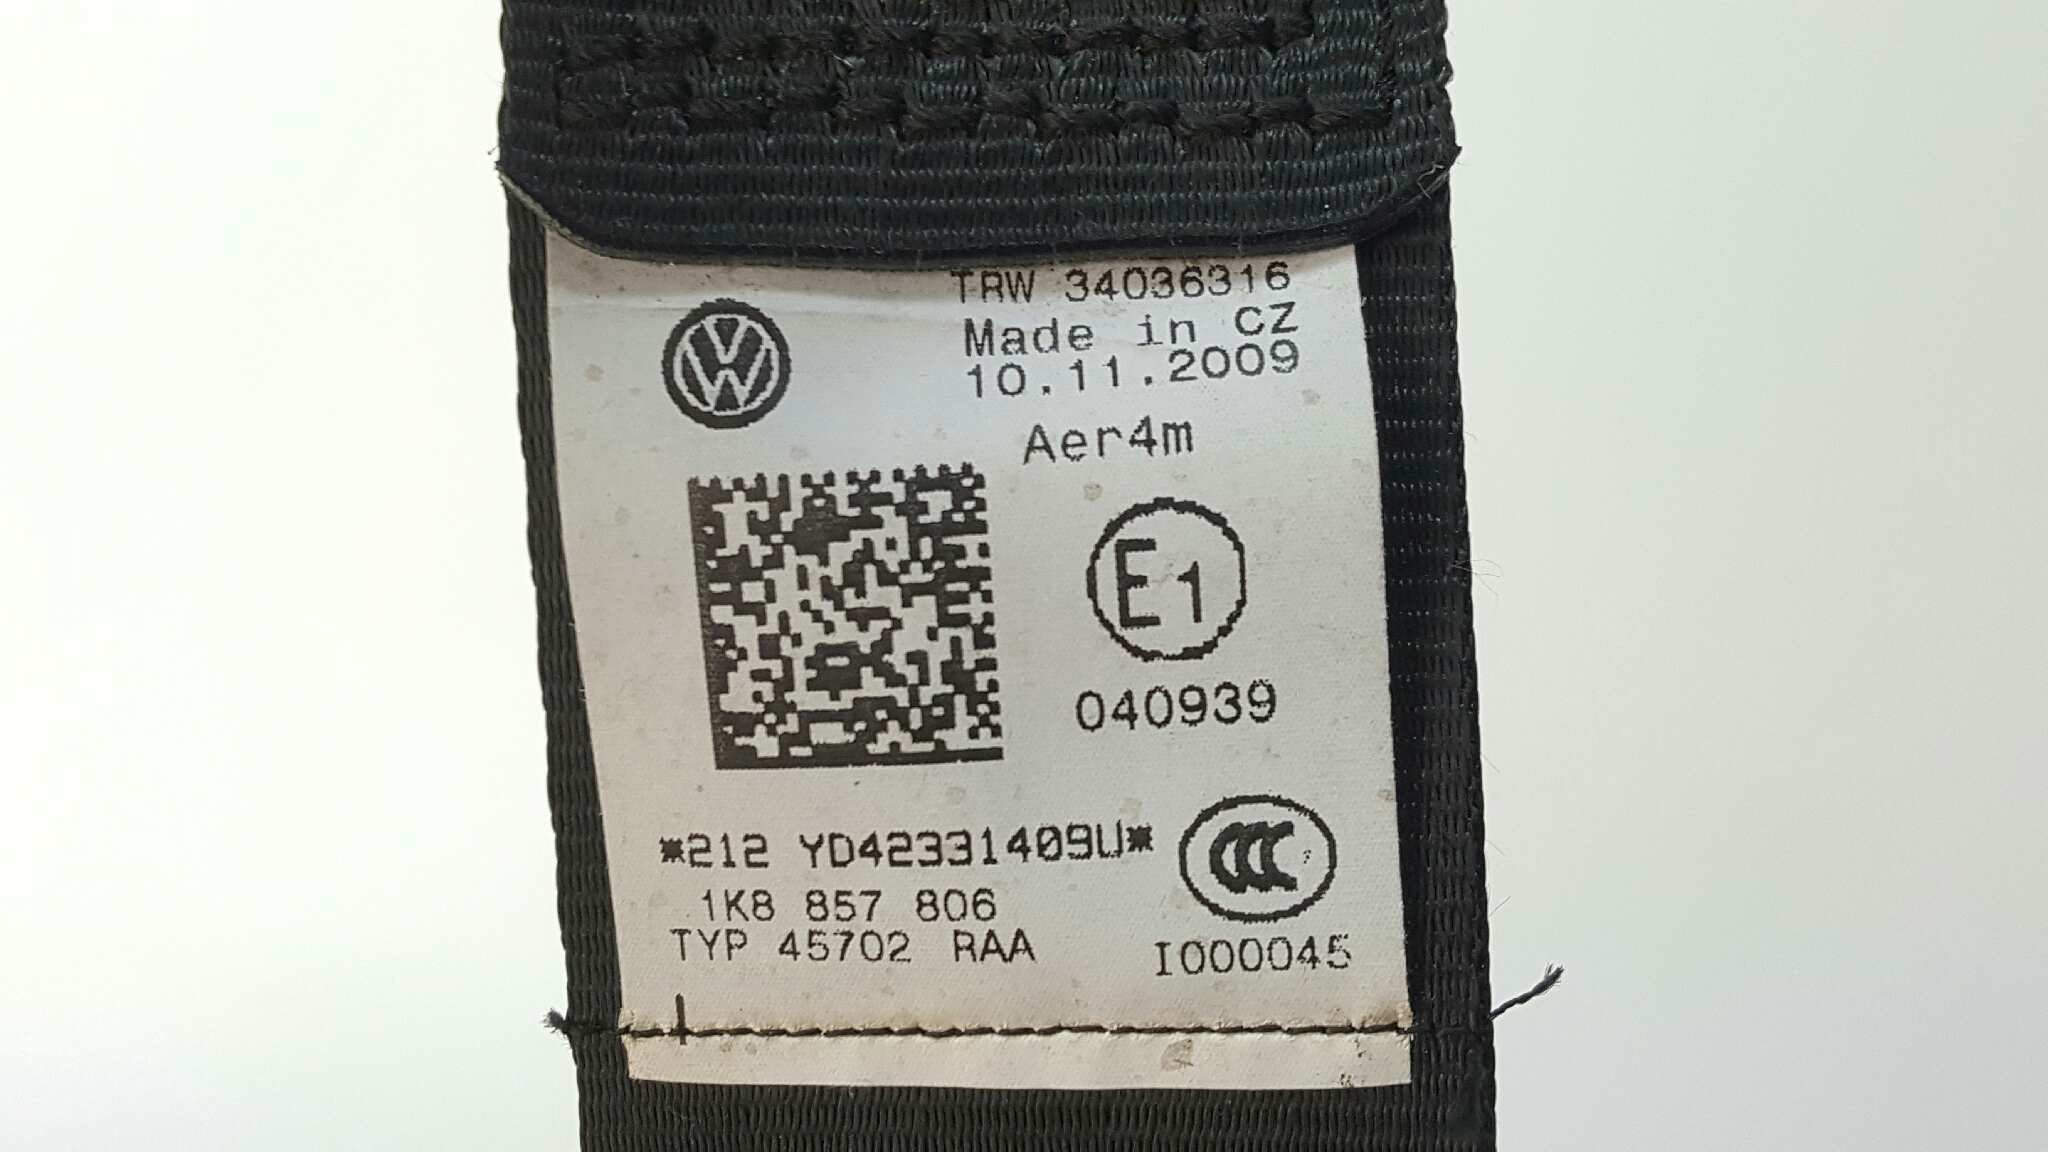 TRW 34036316
Made in CZ
10.11.2009
Aer4m
E1
040939
*212 YD42331409U*
CCC
1K8 857 806
TYP 45702 RAA
I000045